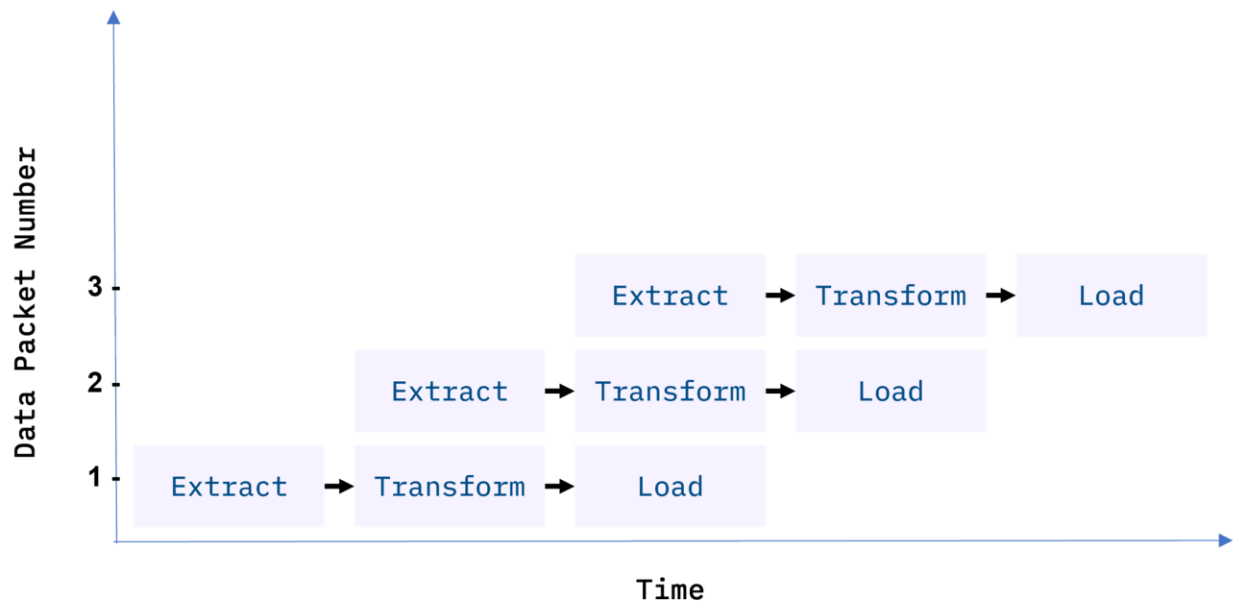 Data Packet Number
3
Extract
Transform
Load
2
Extract
Transform
Load
1
Extract
Transform
Load
Time